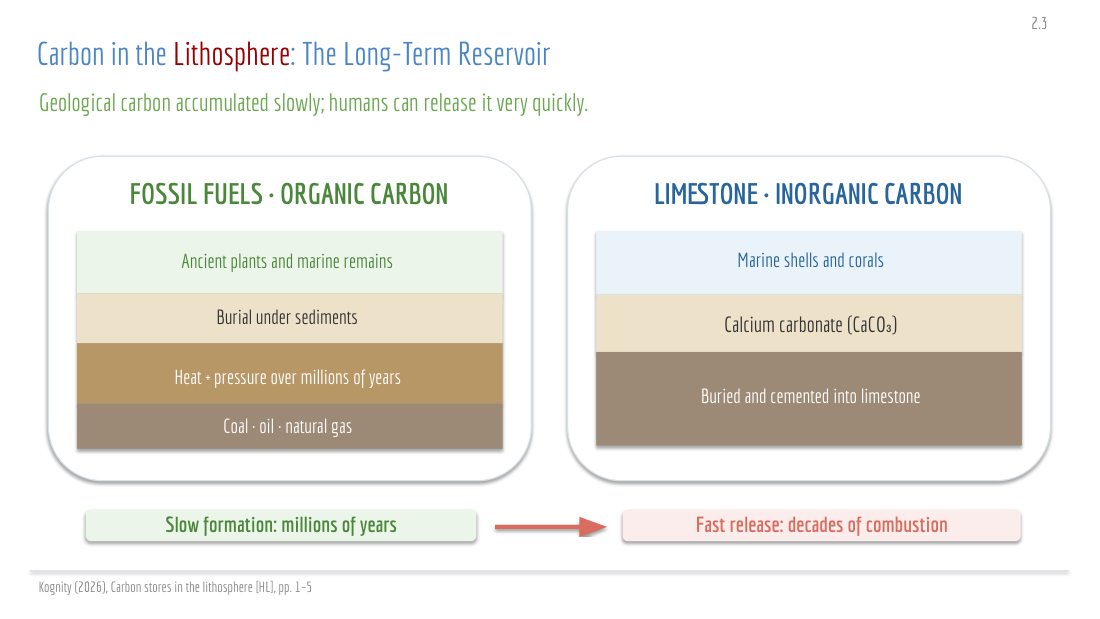 2.3
Carbon in the Lithosphere: The Long-Term Reservoir
Geological carbon accumulated slowly; humans can release it very quickly.
FOSSIL FUELS · ORGANIC CARBON
Ancient plants and marine remains
Burial under sediments
Heat + pressure over millions of years
Coal · oil · natural gas
LIMESTONE · INORGANIC CARBON
Marine shells and corals
Calcium carbonate (CaCO₃)
Buried and cemented into limestone
Slow formation: millions of years
Fast release: decades of combustion
Kognity (2026), Carbon stores in the lithosphere [HL], pp. 1–5